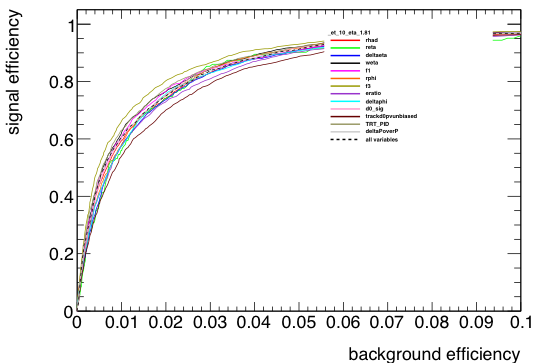 signal efficiency
1
0.8
0.6
0.4
0.2
0
_et_10_eta_1.81
rhad
reta
deltaeta
weta
f1
rphi
f3
eratio
deltaphi
d0_sig
trackd0pvunbiased
TRT_PID
deltaPoverP
all variables
0 0.01 0.02 0.03 0.04 0.05 0.06 0.07 0.08 0.09 0.1
background efficiency